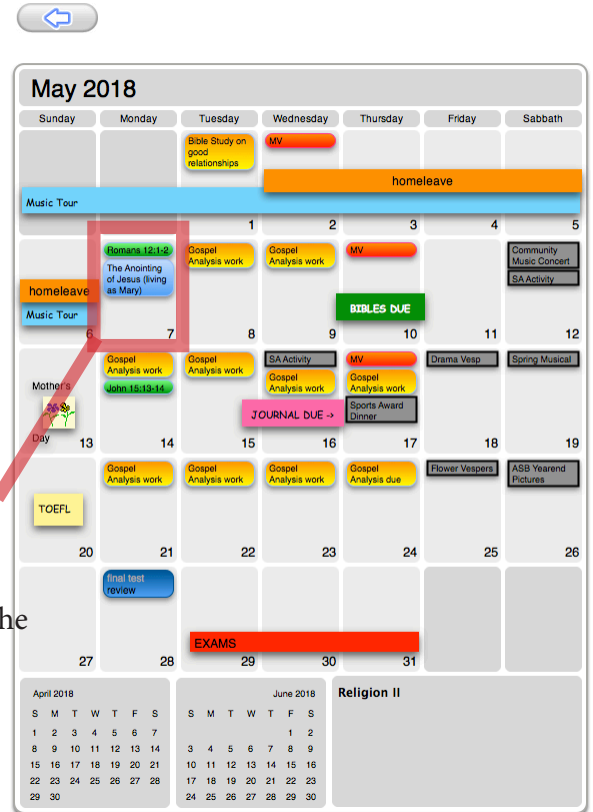 May 2018
Sunday Monday Tuesday Wednesday Thursday Friday Sabbath
Bible Study on
good
relationships
MV
homeleave
Music Tour
1 2 3 4 5
Romans 12:1-2
The Anointing
of Jesus (living
as Mary)
Gospel
Analysis work
Gospel
Analysis work
MV
Community
Music Concert
SA Activity
homeleave
Music Tour
BIBLES DUE
6 7 8 9 10 11 12
Mother's
Day
Gospel
Analysis work
John 15:13-14
Gospel
Analysis work
SA Activity
Gospel
Analysis work
MV
Gospel
Analysis work
Sports Award
Dinner
Drama Vesp
Spring Musical
JOURNAL DUE ->
13 14 15 16 17 18 19
TOEFL
Gospel
Analysis work
Gospel
Analysis work
Gospel
Analysis work
Gospel
Analysis due
Flower Vespers
ASB Yearend
Pictures
20 21 22 23 24 25 26
final test
review
he
EXAMS
27 28 29 30 31
April 2018
S M T W T F S
1 2 3 4 5 6 7
8 9 10 11 12 13 14
15 16 17 18 19 20 21
22 23 24 25 26 27 28
29 30
June 2018
S M T W T F S
1 2
3 4 5 6 7 8 9
10 11 12 13 14 15 16
17 18 19 20 21 22 23
24 25 26 27 28 29 30
Religion II